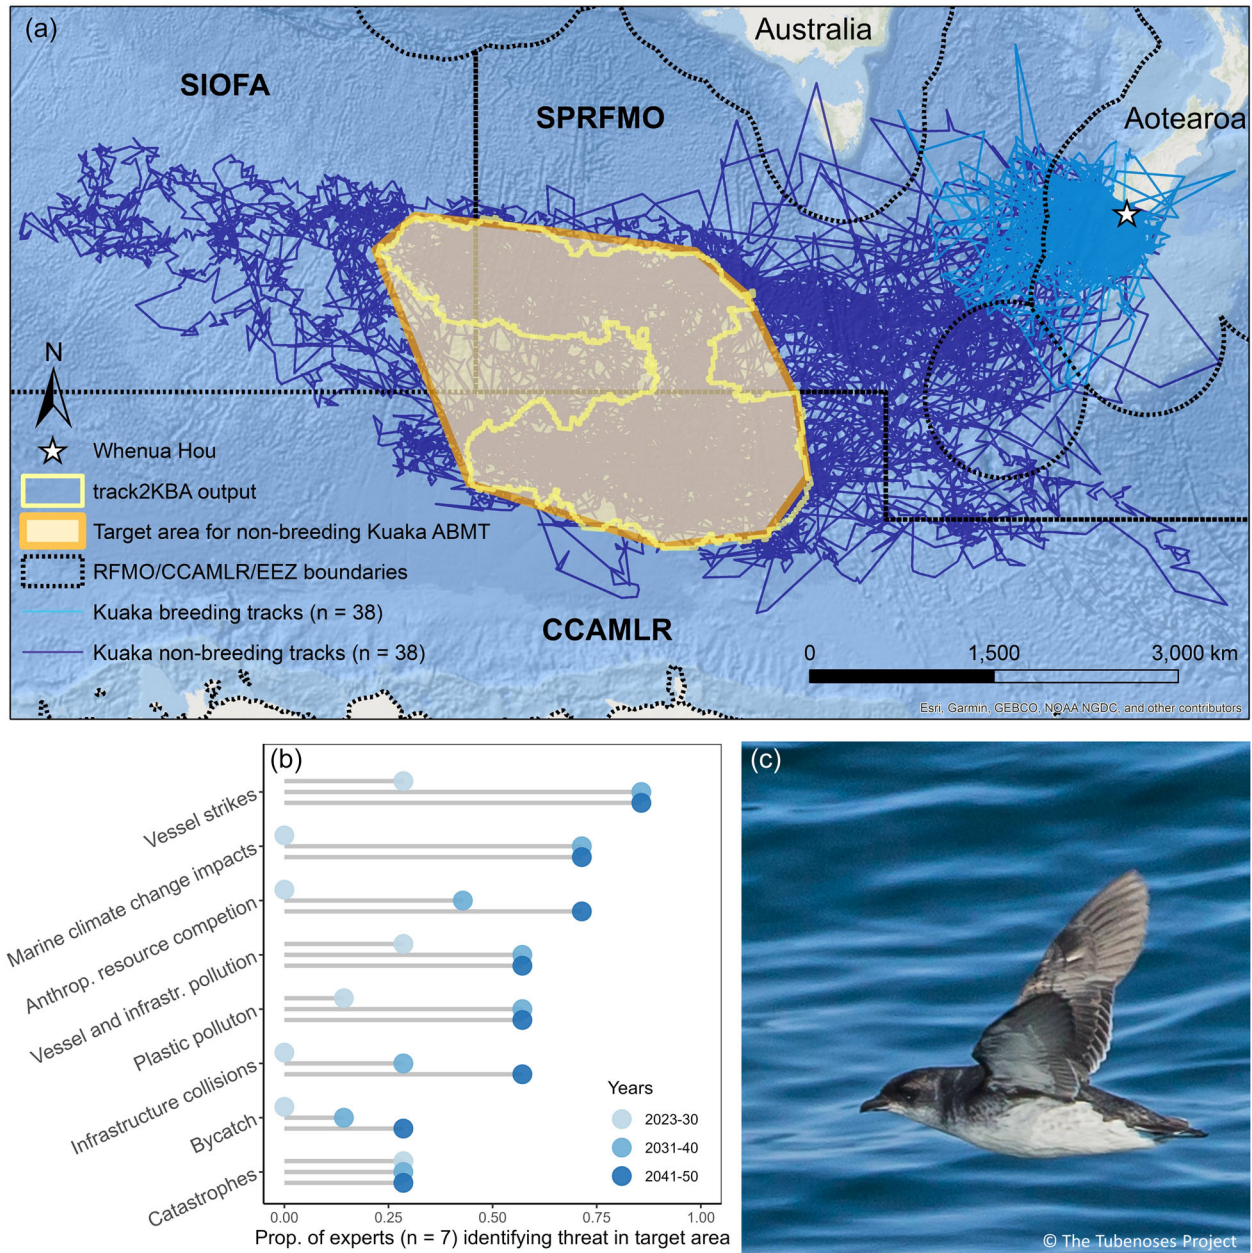 (a)
Australia
SIOFA
SPRFMO
Aotearoa
N
Whenua Hou
track2KBA output
Target area for non-breeding Kuaka ABMT
RFMO/CCAMLR/EEZ boundaries
Kuaka breeding tracks (n = 38)
Kuaka non-breeding tracks (n = 38)
CCAMLR
0 1,500 3,000 km
Esri, Garmin, GEBCO, NOAA NGDC, and other contributors
(b)
Vessel strikes
Marine climate change impacts
Anthrop. resource competion
Vessel and infrastr. pollution
Plastic polluton
Infrastructure collisions
Bycatch
Catastrophes
Years
2023-30
2031-40
2041-50
0.00 0.25 0.50 0.75 1.00
Prop. of experts (n = 7) identifying threat in target area
(c)
© The Tubenoses Project